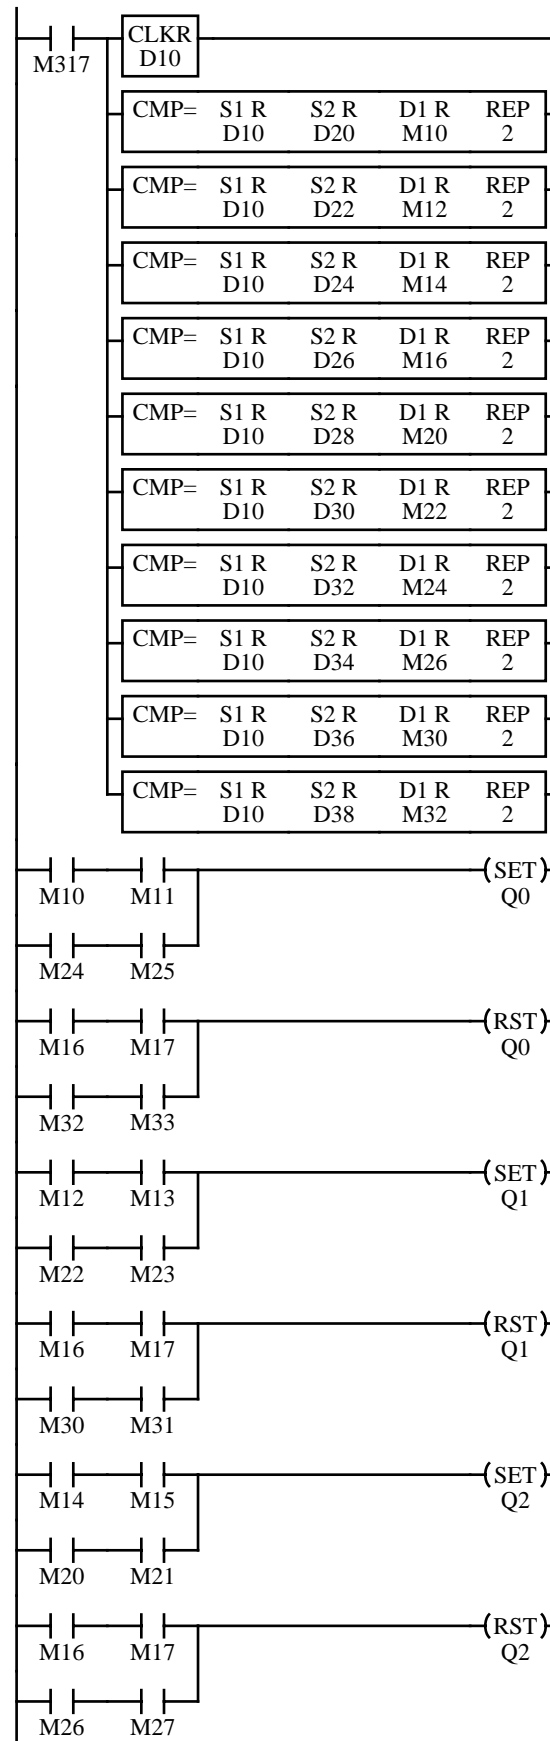 CLKR
M317 D10
CMP= S1 R S2 R D1 R REP
D10 D20 M10 2
CMP= S1 R S2 R D1 R REP
D10 D22 M12 2
CMP= S1 R S2 R D1 R REP
D10 D24 M14 2
CMP= S1 R S2 R D1 R REP
D10 D26 M16 2
CMP= S1 R S2 R D1 R REP
D10 D28 M20 2
CMP= S1 R S2 R D1 R REP
D10 D30 M22 2
CMP= S1 R S2 R D1 R REP
D10 D32 M24 2
CMP= S1 R S2 R D1 R REP
D10 D34 M26 2
CMP= S1 R S2 R D1 R REP
D10 D36 M30 2
CMP= S1 R S2 R D1 R REP
D10 D38 M32 2
SET
M10 M11 Q0
M24 M25
RST
M16 M17 Q0
M32 M33
SET
M12 M13 Q1
M22 M23
RST
M16 M17 Q1
M30 M31
SET
M14 M15 Q2
M20 M21
RST
M16 M17 Q2
M26 M27